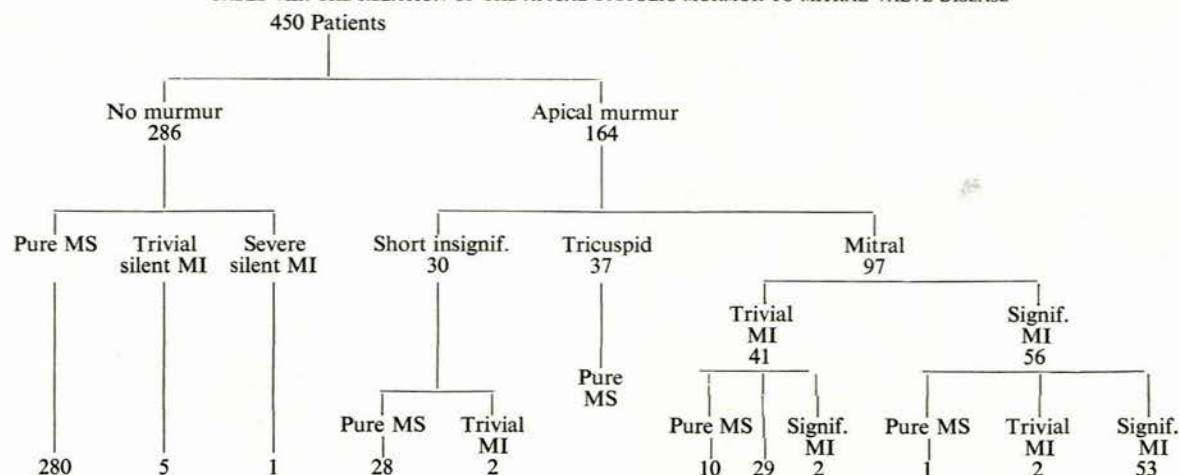 450 Patients
No murmur
286
Apical murmur
164
Pure MS
Trivial
silent MI
Severe
silent MI
Short insignif.
30
Tricuspid
37
Mitral
97
Trivial
MI
41
Signif.
MI
56
Pure
MS
Pure MS
Trivial
MI
Pure MS
Signif.
MI
Pure MS
Trivial
MI
Signif.
MI
280
5
1
28
2
10
29
2
1
2
53